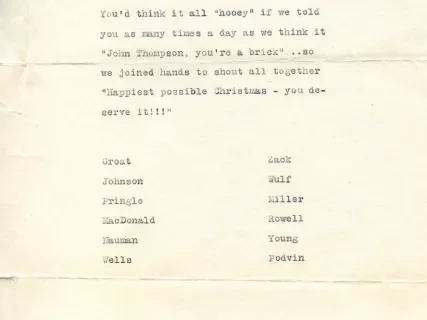 You'd think it all "hooey" if we told
you as many times a day as we think it
"John Thompson, you're a brick"...so
we joined hands to shout all together
"Happiest possible Christmas - you de-
serve it!!!"
Groat Zack
Johnson Wulf
Pringle Miller
MacDonald Rowell
Nauman Young
Wells Podvin